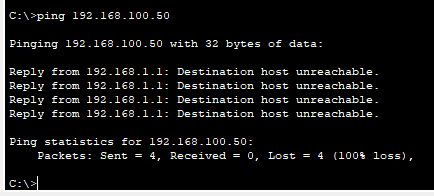 C:\>ping 192.168.100.50
Pinging 192.168.100.50 with 32 bytes of data:
Reply from 192.168.1.1: Destination host unreachable.
Reply from 192.168.1.1: Destination host unreachable.
Reply from 192.168.1.1: Destination host unreachable.
Reply from 192.168.1.1: Destination host unreachable.
Ping statistics for 192.168.100.50:
    Packets: Sent = 4, Received = 0, Lost = 4 (100% loss),
C:\>